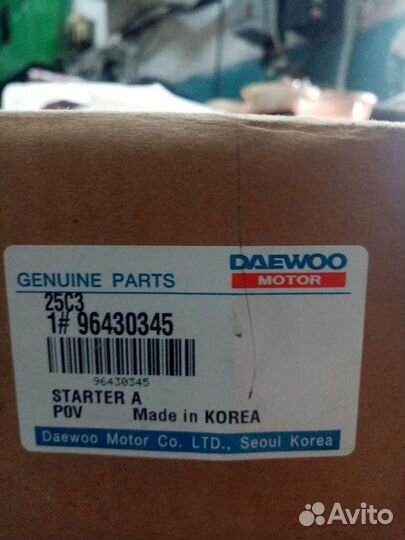 GENUINE PARTS
DAEWOO
MOTOR
25C3
1# 96430345
96430345
STARTER A
POV Made in KOREA
Daewoo Motor Co. LTD., Seoul Korea
Avito